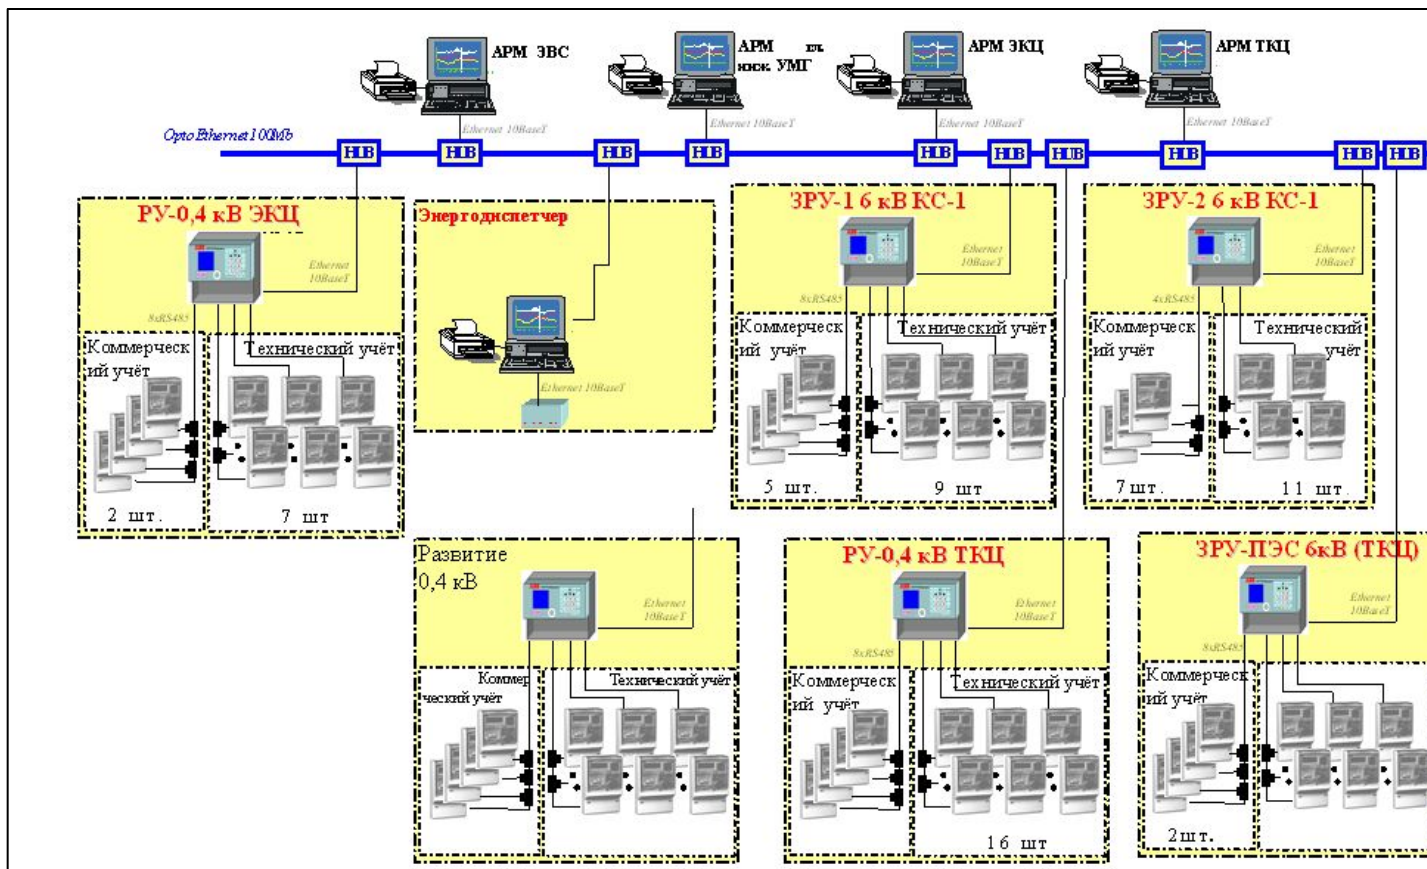 АРМ ЭВС
АРМ гл.
инж. УМГ
АРМ ЭКЦ
АРМ ТКЦ
Ethernet 10BaseT
Ethernet 10BaseT
Ethernet 10BaseT
Ethernet 10BaseT
Opto Ethernet 100Mb
HUB
HUB
HUB
HUB
HUB
HUB
HUB
HUB
HUB
HUB
РУ-0,4 кВ ЭКЦ
Ethernet
10BaseT
8xRS485
Коммерческ
ий учёт
Технический учёт
2 шт.
7 шт
Энергодиспетчер
Ethernet 10BaseT
ЗРУ-1 6 кВ КС-1
Ethernet
10BaseT
8xRS485
Коммерческ
ий учёт
Технический учёт
5 шт.
9 шт
ЗРУ-2 6 кВ КС-1
Ethernet
10BaseT
4xRS485
Коммерческ
ий учёт
Технический
учёт
7шт.
11 шт.
Развитие
0,4 кВ
Ethernet
10BaseT
Коммер
ческий учёт
Технический учёт
РУ-0,4 кВ ТКЦ
Ethernet
10BaseT
8xRS485
Коммерческ
ий учёт
Технический учёт
16 шт
ЗРУ-ПЭС 6кВ (ТКЦ)
Ethernet
10BaseT
8xRS485
Коммерческ
ий учёт
2шт.